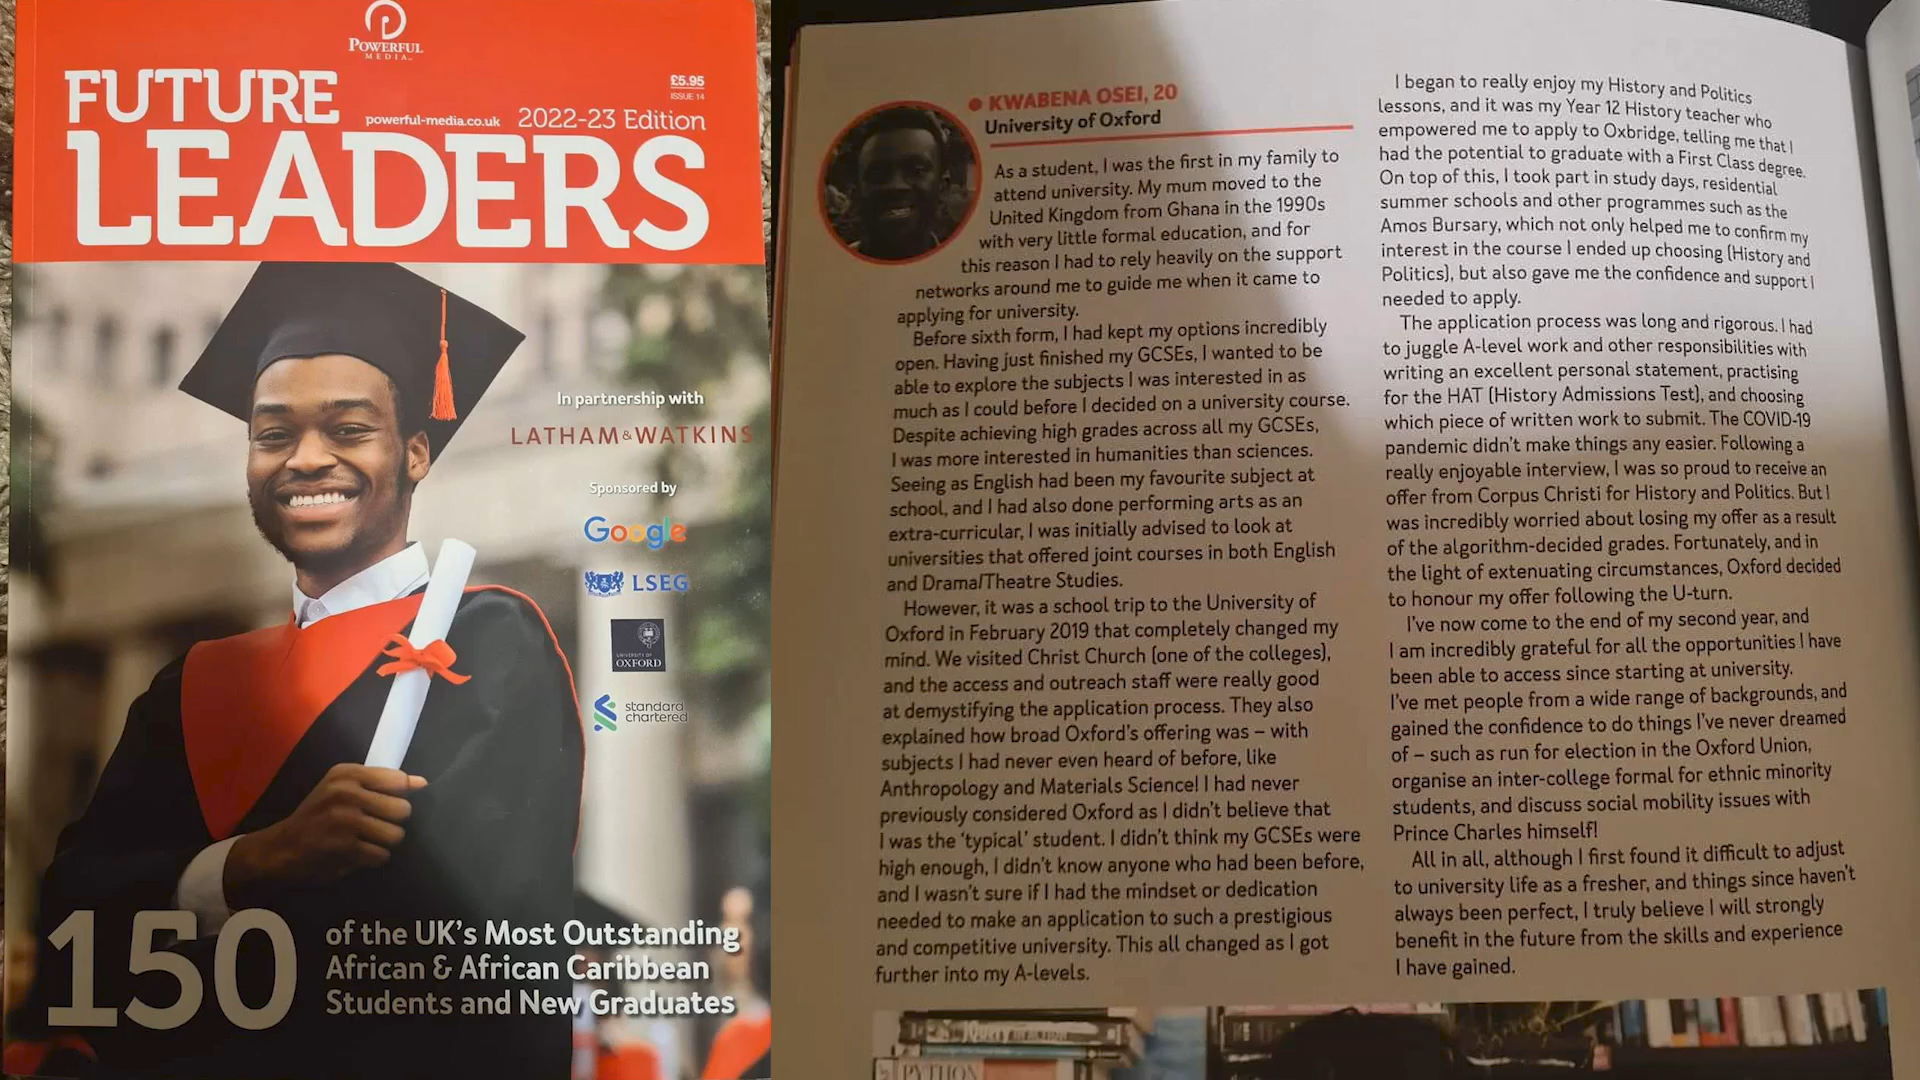 POWERFUL
MEDIA
FUTURE
LEADERS
£5.95
ISSUE 14
powerful-media.co.uk 2022-23 Edition
In partnership with
LATHAM&WATKINS
Sponsored by
Google
LSEG
UNIVERSITY OF
OXFORD
standard
chartered
150
of the UK's Most Outstanding
African & African Caribbean
Students and New Graduates
KWABENA OSEI, 20
University of Oxford
As a student, I was the first in my family to
attend university. My mum moved to the
United Kingdom from Ghana in the 1990s
with very little formal education, and for
this reason I had to rely heavily on the support
networks around me to guide me when it came to
applying for university.
Before sixth form, I had kept my options incredibly
open. Having just finished my GCSEs, I wanted to be
able to explore the subjects I was interested in as
much as I could before I decided on a university course.
Despite achieving high grades across all my GCSEs,
I was more interested in humanities than sciences.
Seeing as English had been my favourite subject at
school, and I had also done performing arts as an
extra-curricular, I was initially advised to look at
universities that offered joint courses in both English
and Drama/Theatre Studies.
However, it was a school trip to the University of
Oxford in February 2019 that completely changed my
mind. We visited Christ Church (one of the colleges),
and the access and outreach staff were really good
at demystifying the application process. They also
explained how broad Oxford's offering was – with
subjects I had never even heard of before, like
Anthropology and Materials Science! I had never
previously considered Oxford as I didn't believe that
I was the 'typical' student. I didn't think my GCSEs were
high enough, I didn't know anyone who had been before,
and I wasn't sure if I had the mindset or dedication
needed to make an application to such a prestigious
and competitive university. This all changed as I got
further into my A-levels.
I began to really enjoy my History and Politics
lessons, and it was my Year 12 History teacher who
empowered me to apply to Oxbridge, telling me that I
had the potential to graduate with a First Class degree.
On top of this, I took part in study days, residential
summer schools and other programmes such as the
Amos Bursary, which not only helped me to confirm my
interest in the course I ended up choosing (History and
Politics), but also gave me the confidence and support I
needed to apply.
The application process was long and rigorous. I had
to juggle A-level work and other responsibilities with
writing an excellent personal statement, practising
for the HAT (History Admissions Test), and choosing
which piece of written work to submit. The COVID-19
pandemic didn't make things any easier. Following a
really enjoyable interview, I was so proud to receive an
offer from Corpus Christi for History and Politics. But I
was incredibly worried about losing my offer as a result
of the algorithm-decided grades. Fortunately, and in
the light of extenuating circumstances, Oxford decided
to honour my offer following the U-turn.
I've now come to the end of my second year, and
I am incredibly grateful for all the opportunities I have
been able to access since starting at university.
I've met people from a wide range of backgrounds, and
gained the confidence to do things I've never dreamed
of – such as run for election in the Oxford Union,
organise an inter-college formal for ethnic minority
students, and discuss social mobility issues with
Prince Charles himself!
All in all, although I first found it difficult to adjust
to university life as a fresher, and things since haven't
always been perfect, I truly believe I will strongly
benefit in the future from the skills and experience
I have gained.
PYTHON